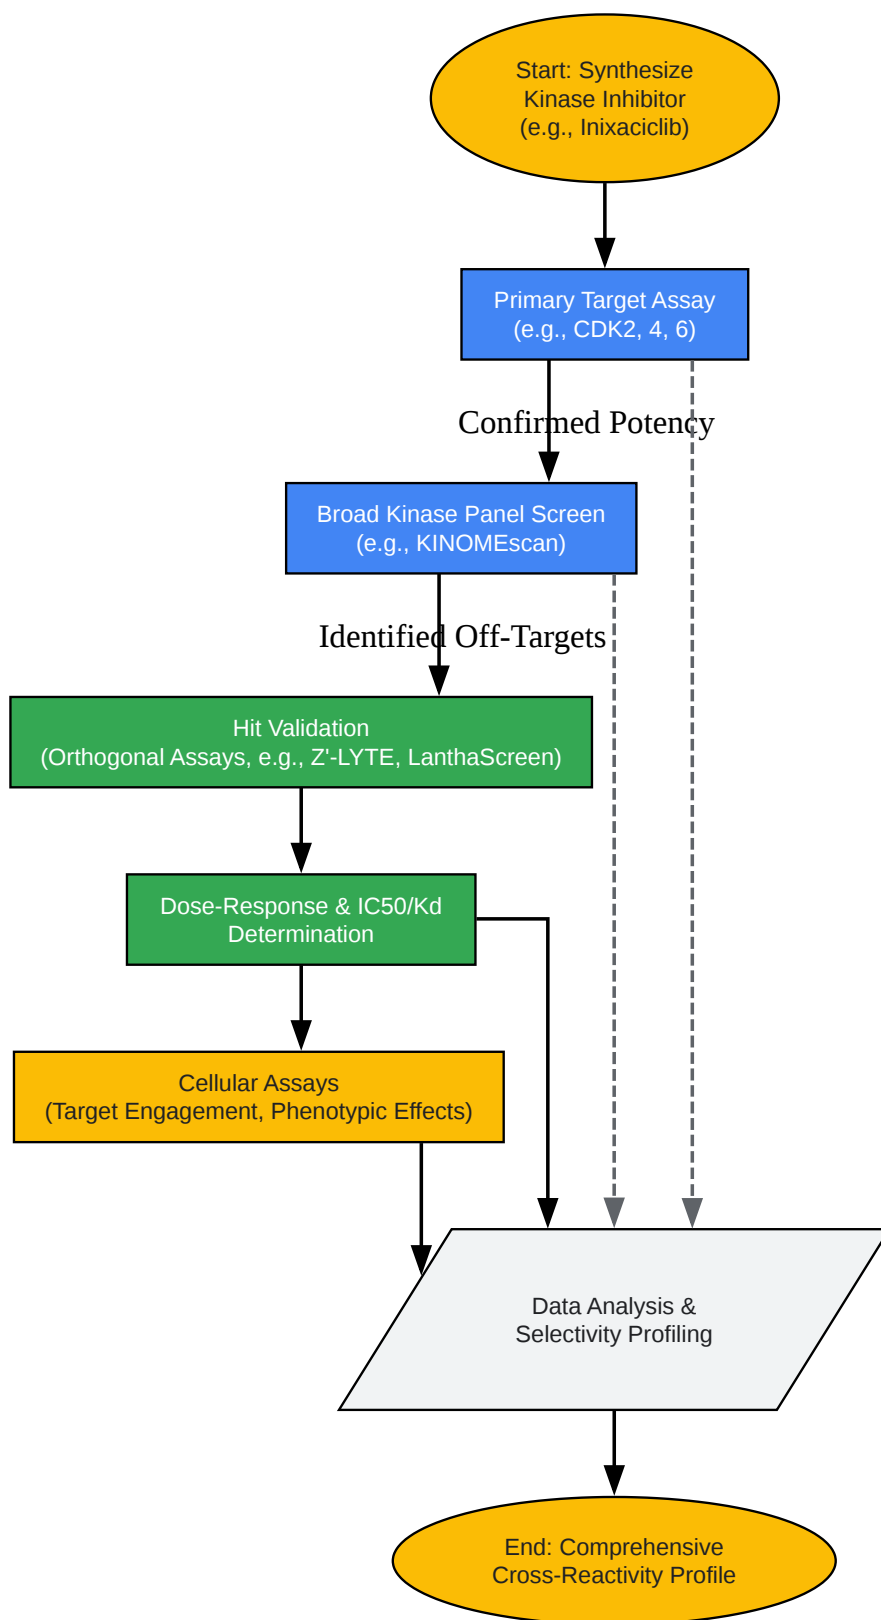 Start: Synthesize
Kinase Inhibitor
(e.g., Inixaciclib)
Primary Target Assay
(e.g., CDK2, 4, 6)
Confirmed Potency
Broad Kinase Panel Screen
(e.g., KINOMEscan)
Identified Off-Targets
Hit Validation
(Orthogonal Assays, e.g., Z'-LYTE, LanthaScreen)
Dose-Response & IC50/Kd
Determination
Cellular Assays
(Target Engagement, Phenotypic Effects)
Data Analysis &
Selectivity Profiling
End: Comprehensive
Cross-Reactivity Profile